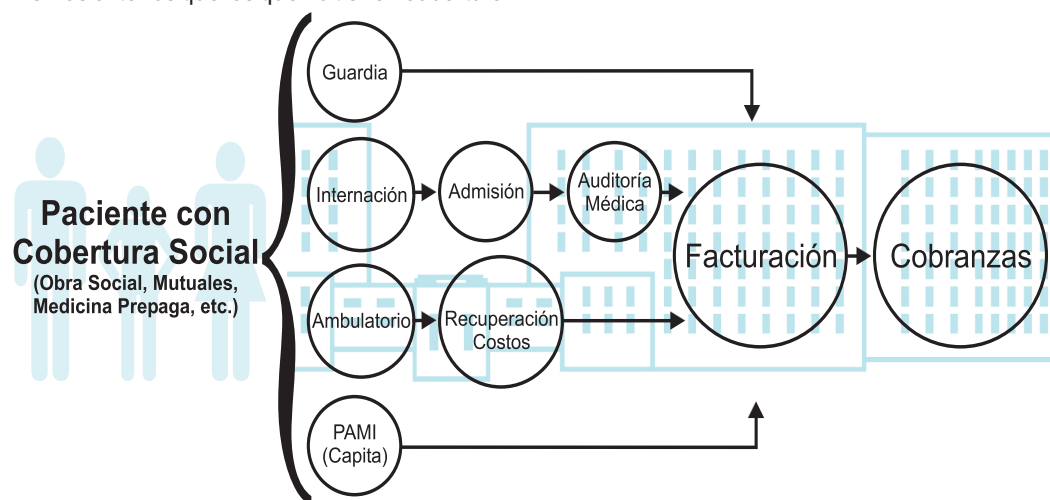 Guardia
Internación
Admisión
Auditoría
Médica
Paciente con
Cobertura Social
(Obra Social, Mutuales,
Medicina Prepaga, etc.)
Facturación
Cobranzas
Ambulatorio
Recuperación
Costos
PAMI
(Capita)